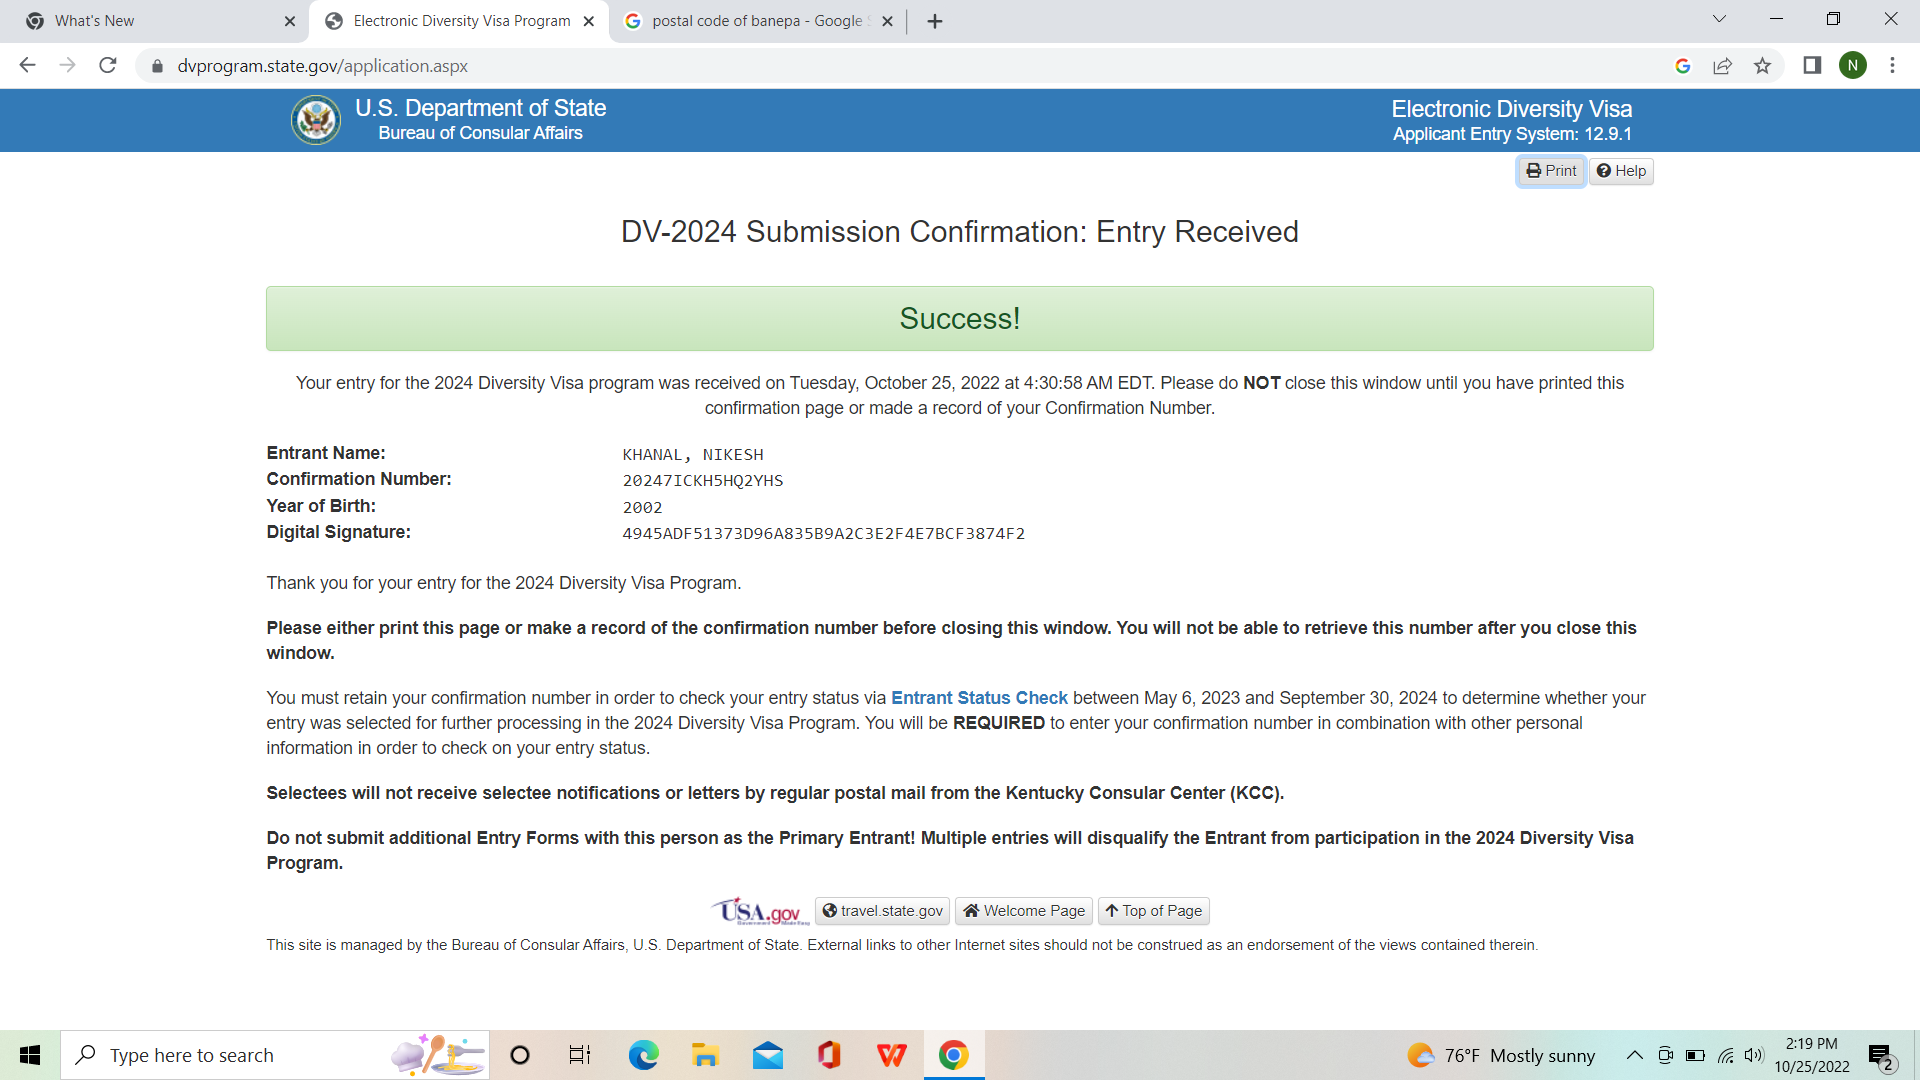 What's New
Electronic Diversity Visa Program
postal code of banepa - Google S
dvprogram.state.gov/application.aspx
N
U.S. Department of State
Bureau of Consular Affairs
Electronic Diversity Visa
Applicant Entry System: 12.9.1
Print
Help
DV-2024 Submission Confirmation: Entry Received
Success!
Your entry for the 2024 Diversity Visa program was received on Tuesday, October 25, 2022 at 4:30:58 AM EDT. Please do NOT close this window until you have printed this
confirmation page or made a record of your Confirmation Number.
Entrant Name: KHANAL, NIKESH
Confirmation Number: 20247ICKH5HQ2YHS
Year of Birth: 2002
Digital Signature: 4945ADF51373D96A835B9A2C3E2F4E7BCF3874F2
Thank you for your entry for the 2024 Diversity Visa Program.
Please either print this page or make a record of the confirmation number before closing this window. You will not be able to retrieve this number after you close this
window.
You must retain your confirmation number in order to check your entry status via Entrant Status Check between May 6, 2023 and September 30, 2024 to determine whether your
entry was selected for further processing in the 2024 Diversity Visa Program. You will be REQUIRED to enter your confirmation number in combination with other personal
information in order to check on your entry status.
Selectees will not receive selectee notifications or letters by regular postal mail from the Kentucky Consular Center (KCC).
Do not submit additional Entry Forms with this person as the Primary Entrant! Multiple entries will disqualify the Entrant from participation in the 2024 Diversity Visa
Program.
USA.gov
travel.state.gov
Welcome Page
Top of Page
This site is managed by the Bureau of Consular Affairs, U.S. Department of State. External links to other Internet sites should not be construed as an endorsement of the views contained therein.
Type here to search
76°F Mostly sunny
2:19 PM
10/25/2022
2